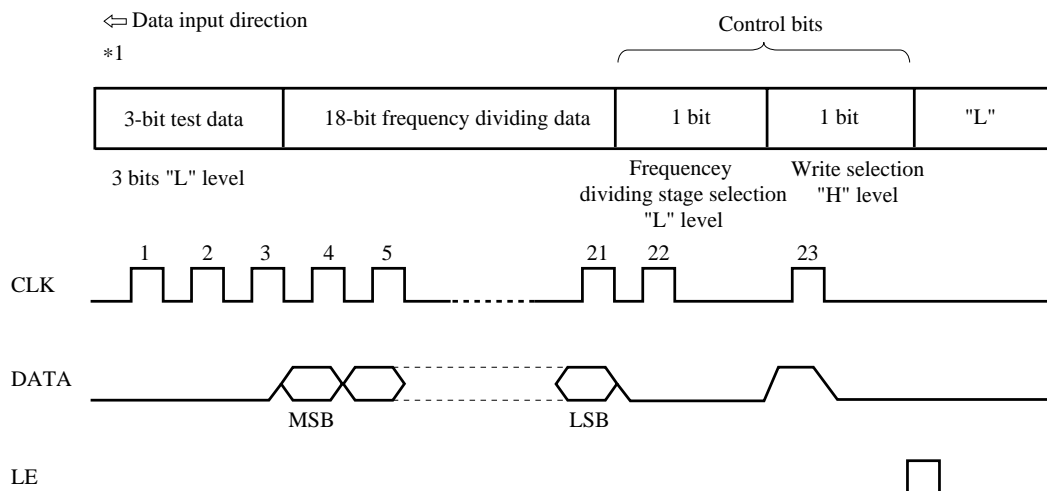 ⇦ Data input direction
*1
Control bits
3-bit test data 18-bit frequency dividing data 1 bit 1 bit "L"
3 bits "L" level
Frequencey
dividing stage selection
"L" level
Write selection
"H" level
1 2 3 4 5 21 22 23
CLK
DATA
MSB LSB
LE